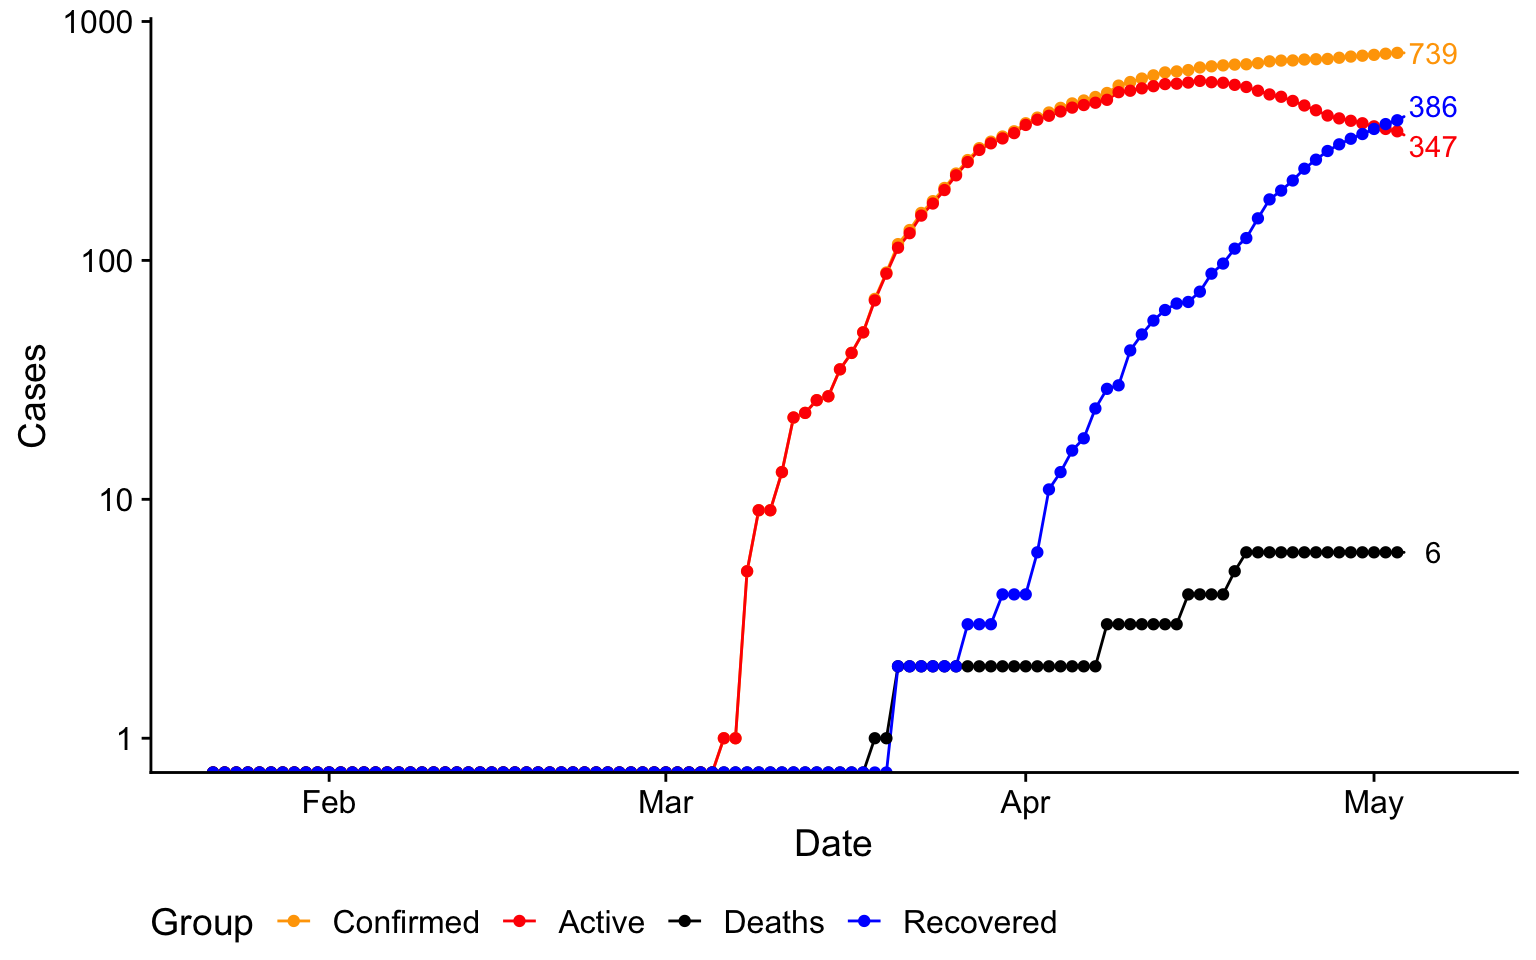 1000
739
386
347
100
Cases
10
6
1
Feb Mar Apr May
Date
Group Confirmed Active Deaths Recovered